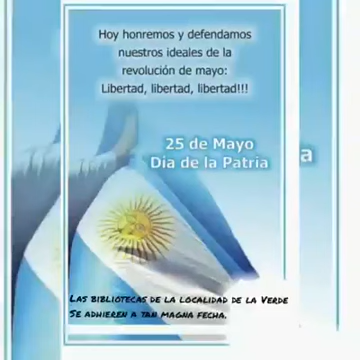 Hoy honremos y defendamos
nuestros ideales de la
revolución de mayo:
Libertad, libertad, libertad!!!
25 de Mayo
Dia de la Patria
a
Las bibliotecas de la localidad de la Verde
Se adhieren a tan magna fecha.